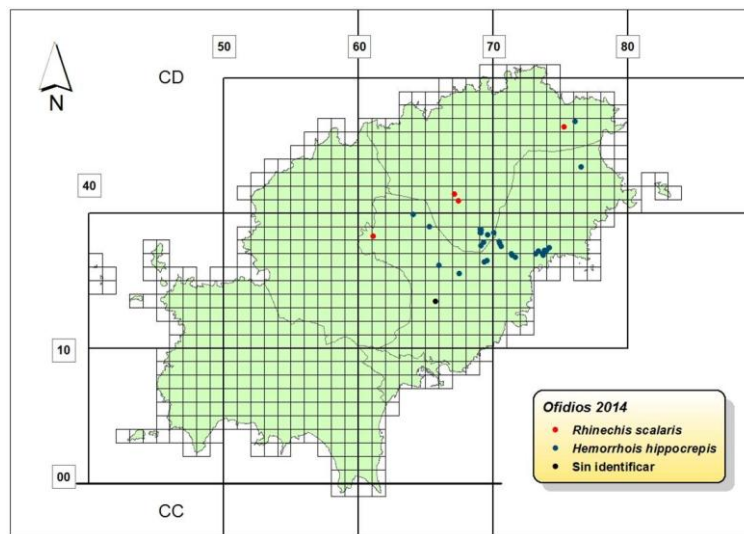 50
60
70
80
CD
N
40
10
00
CC
Ofidios 2014
Rhinechis scalaris
Hemorrhois hippocrepis
Sin identificar